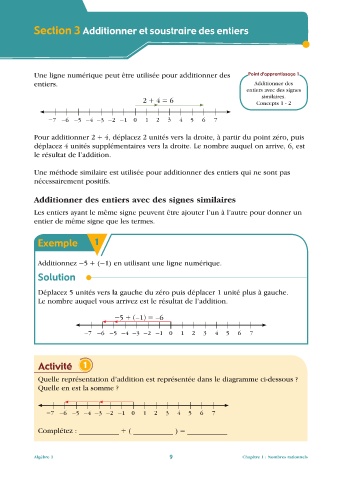 Section 3 Additionner et soustraire des entiers
Une ligne numérique peut être utilisée pour additionner des
entiers.
Point d'apprentissage 1
Additionner des
entiers avec des signes
similaires
Concepts 1 - 2
2 + 4 = 6
−7 −6 −5 −4 −3 −2 −1 0 1 2 3 4 5 6 7
Pour additionner 2 + 4, déplacez 2 unités vers la droite, à partir du point zéro, puis
déplacez 4 unités supplémentaires vers la droite. Le nombre auquel on arrive, 6, est
le résultat de l'addition.
Une méthode similaire est utilisée pour additionner des entiers qui ne sont pas
nécessairement positifs.
Additionner des entiers avec des signes similaires
Les entiers ayant le même signe peuvent être ajouter l'un à l'autre pour donner un
entier de même signe que les termes.
Exemple 1
Additionnez −5 + (−1) en utilisant une ligne numérique.
Solution
Déplacez 5 unités vers la gauche du zéro puis déplacer 1 unité plus à gauche.
Le nombre auquel vous arrivez est le résultat de l'addition.
−5 + (−1) = −6
−7 −6 −5 −4 −3 −2 −1 0 1 2 3 4 5 6 7
Activité 1
Quelle représentation d'addition est représentée dans le diagramme ci-dessous ?
Quelle en est la somme ?
−7 −6 −5 −4 −3 −2 −1 0 1 2 3 4 5 6 7
Complétez : ___________ + ( ___________ ) = ___________
Algèbre 1 9 Chapitre 1 - Nombres rationnels